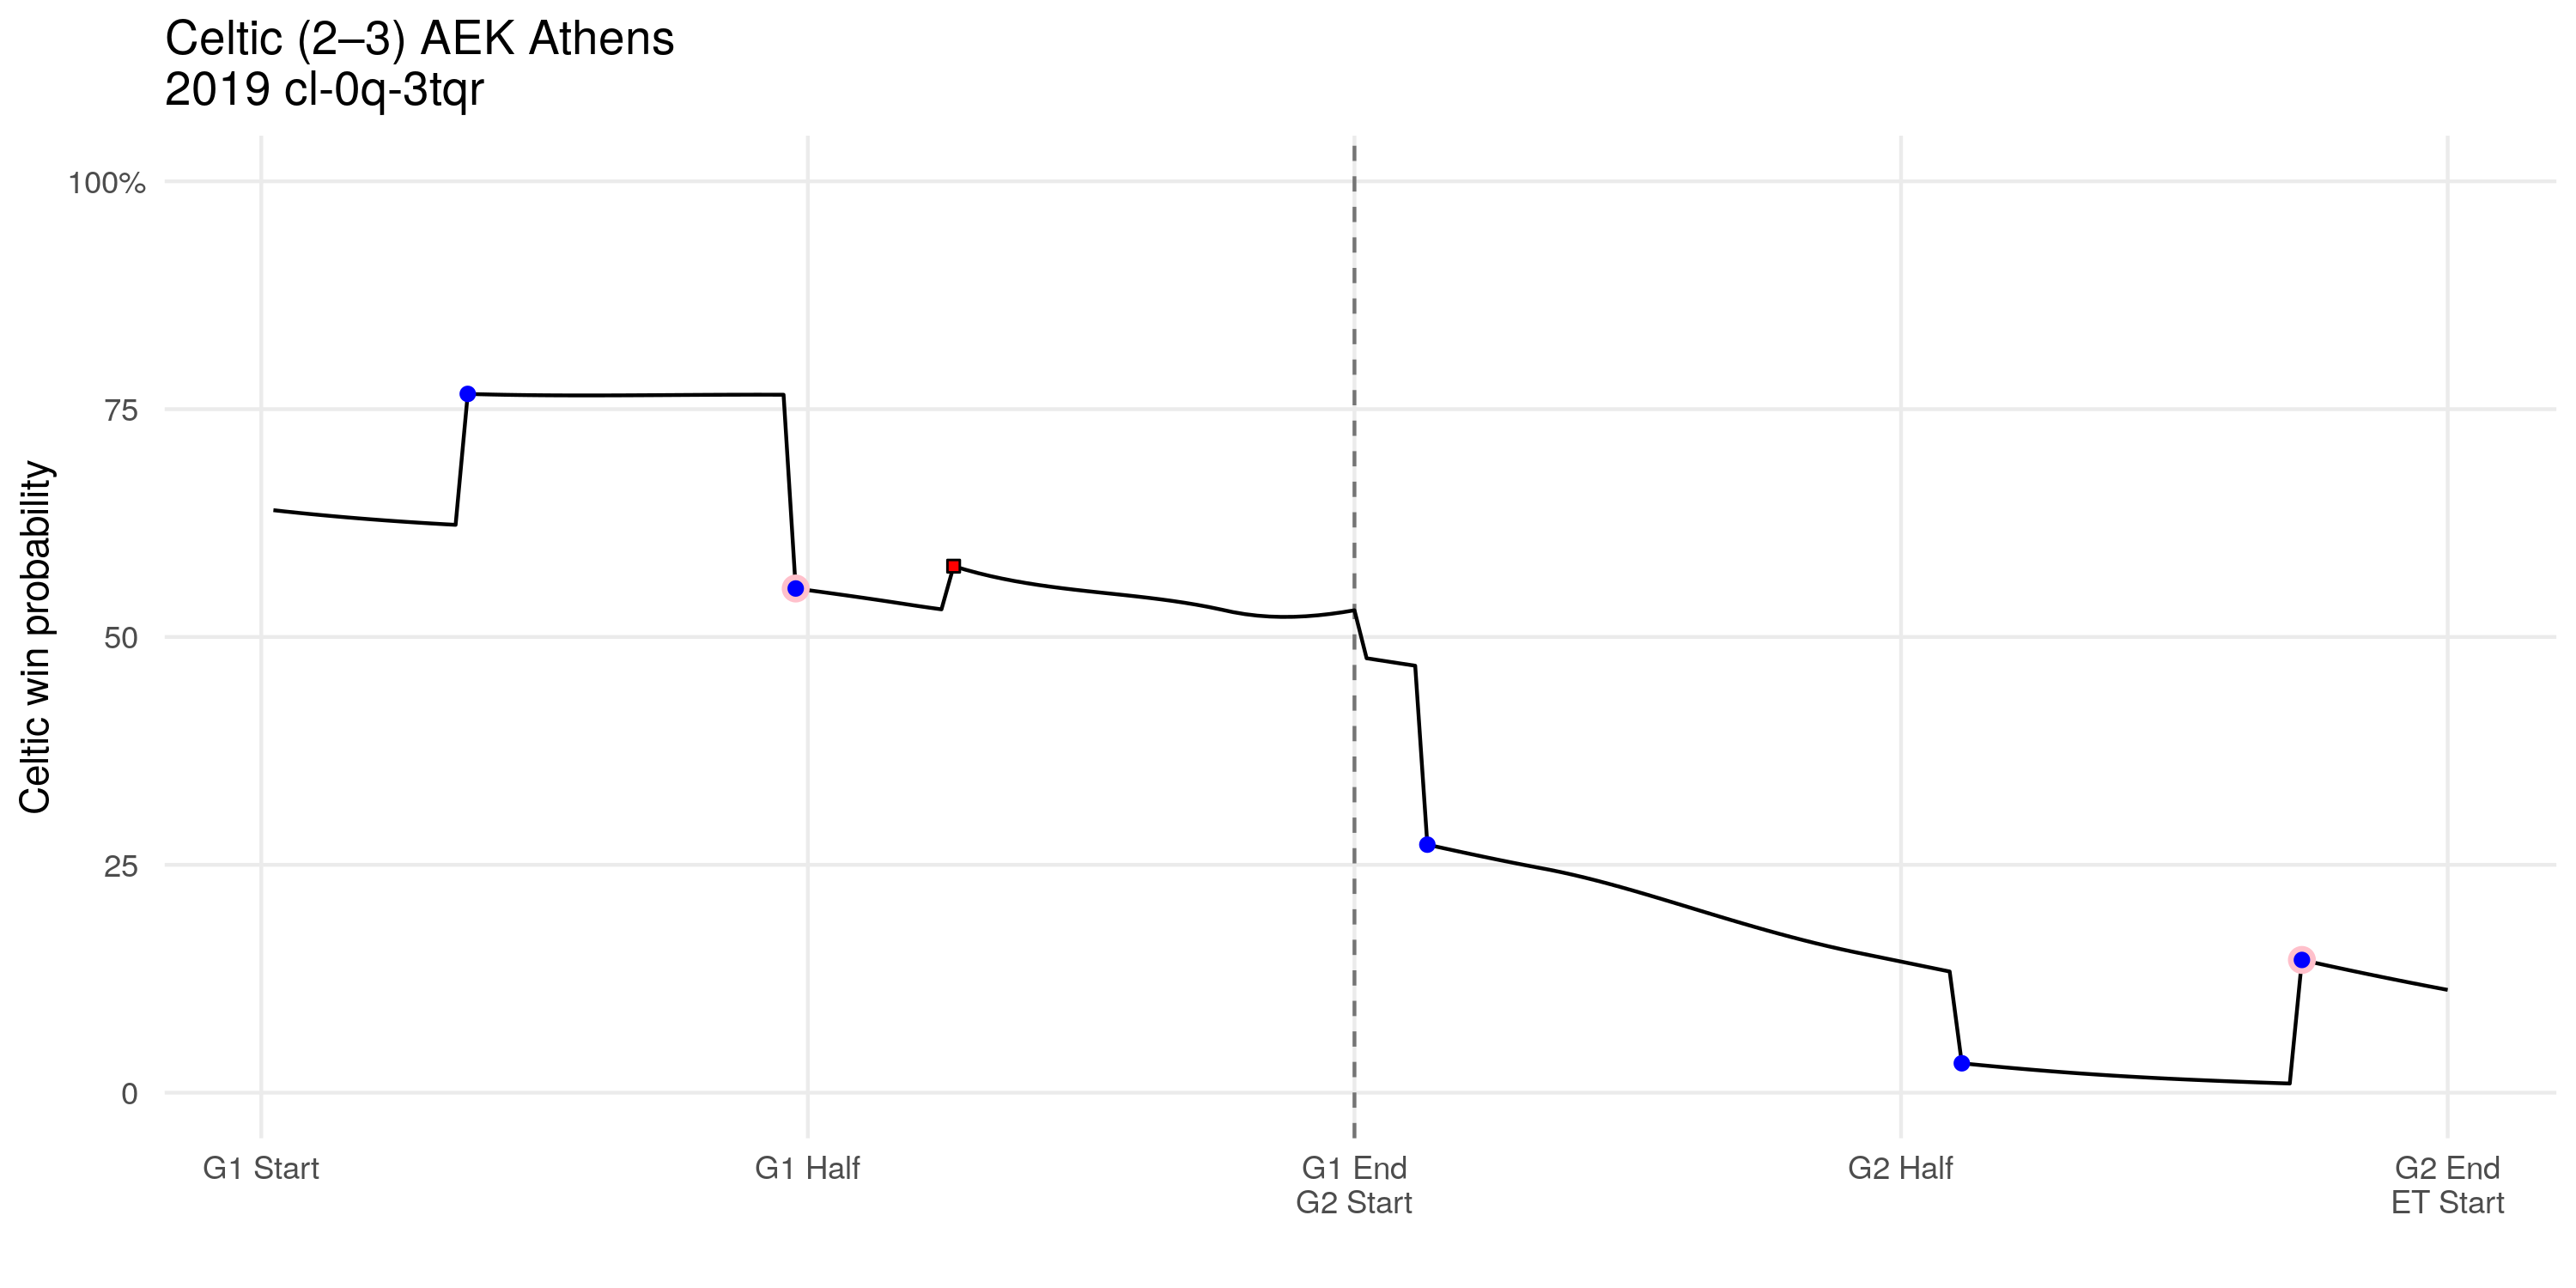 Celtic (2–3) AEK Athens
2019 cl-0q-3tqr
Celtic win probability
100%
75
50
25
0
G1 Start
G1 Half
G1 End
G2 Start
G2 Half
G2 End
ET Start